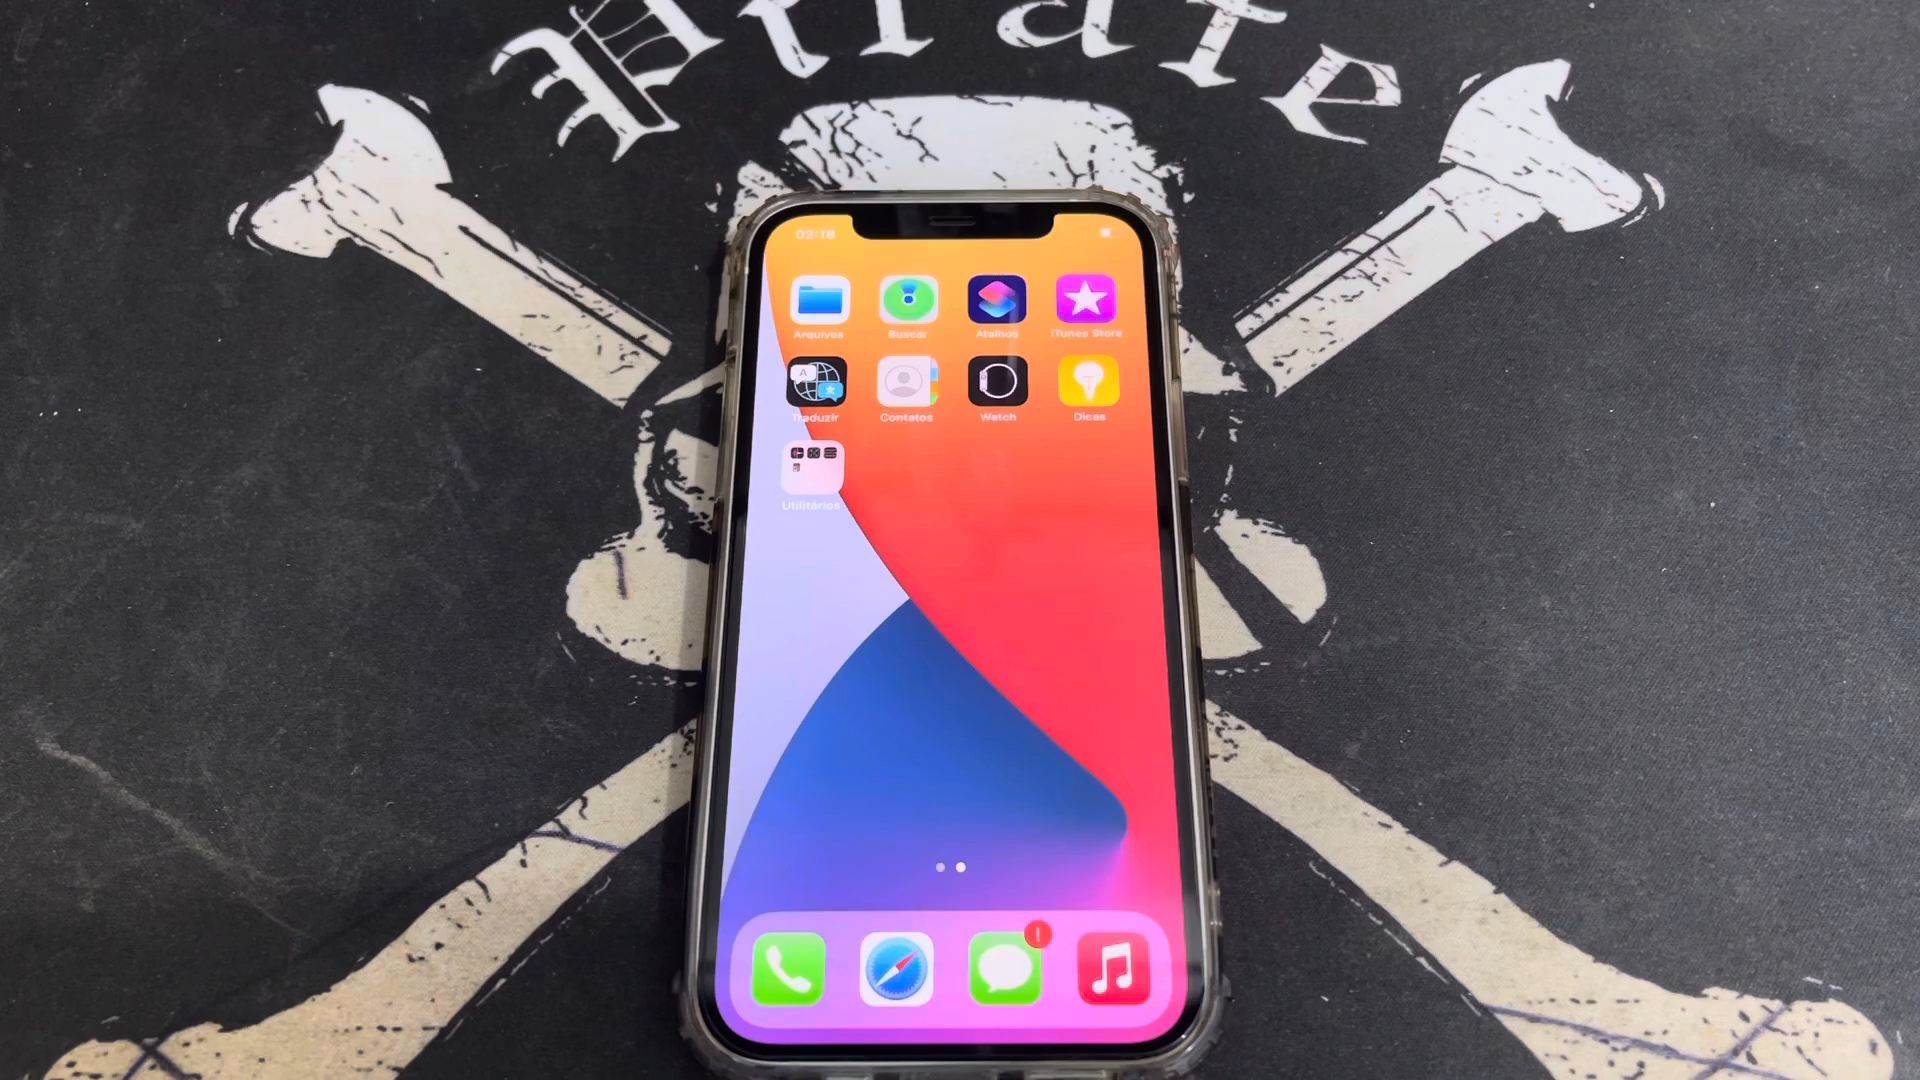 Pirate
02:18
Arquivos Buscar Atalhos iTunes Store
Traduzir Contatos Watch Dicas
Utilitários